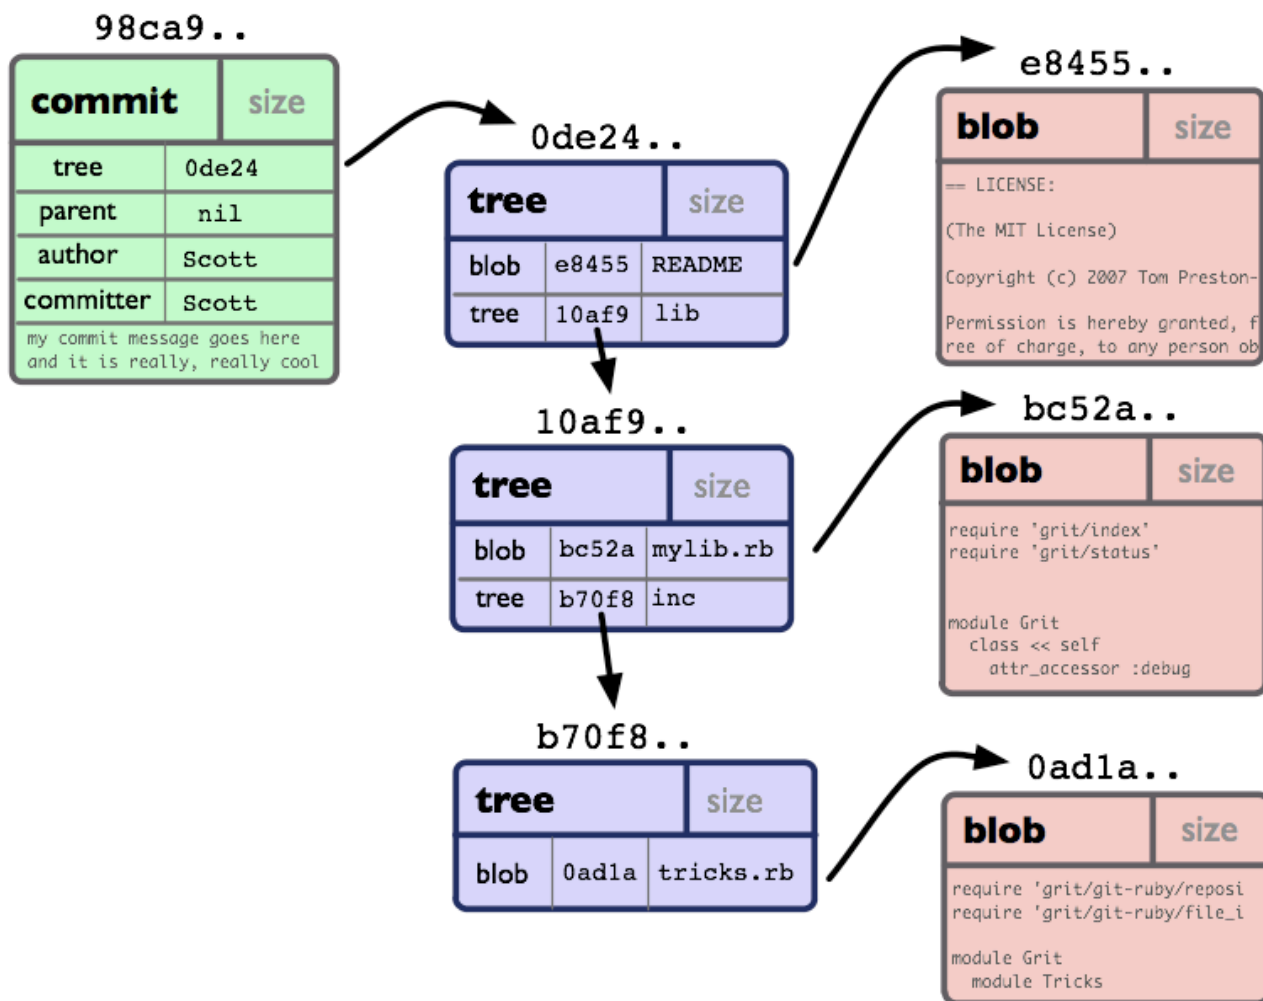 98ca9..
commit size
tree 0de24
parent nil
author Scott
committer Scott
my commit message goes here
and it is really, really cool
0de24..
tree size
blob e8455 README
tree 10af9 lib
10af9..
tree size
blob bc52a mylib.rb
tree b70f8 inc
b70f8..
tree size
blob 0ad1a tricks.rb
e8455..
blob size
== LICENSE:
(The MIT License)
Copyright (c) 2007 Tom Preston-
Permission is hereby granted, f
ree of charge, to any person ob
bc52a..
blob size
require 'grit/index'
require 'grit/status'
module Grit
class << self
attr_accessor :debug
0ad1a..
blob size
require 'grit/git-ruby/reposi
require 'grit/git-ruby/file_i
module Grit
module Tricks